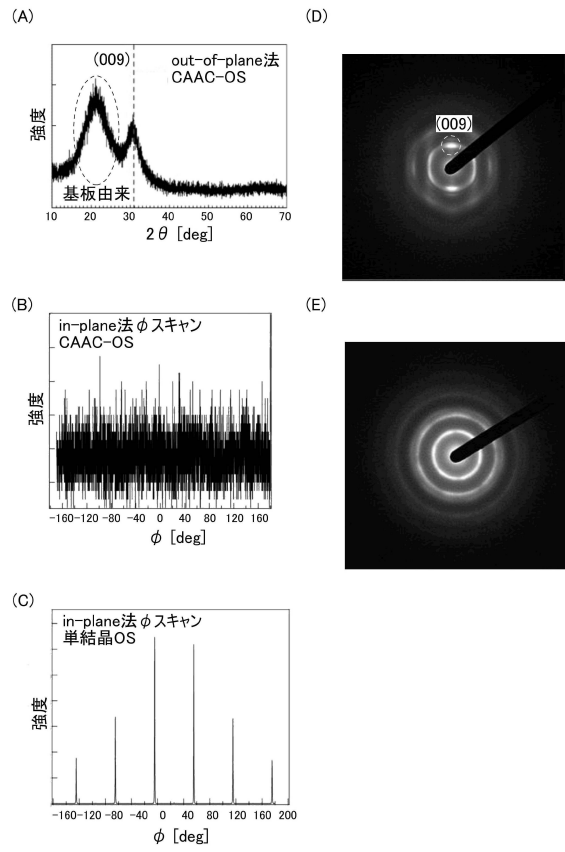 (A)
(009)
out-of-plane法
CAAC-OS
強度
基板由来
10 20 30 40 50 60 70
2θ [deg]
(B)
in-plane法φスキャン
CAAC-OS
強度
-160 -120 -80 -40 0 40 80 120 160
φ [deg]
(C)
in-plane法φスキャン
単結晶OS
強度
-160 -120 -80 -40 0 40 80 120 160 200
φ [deg]
(D)
(009)
(E)